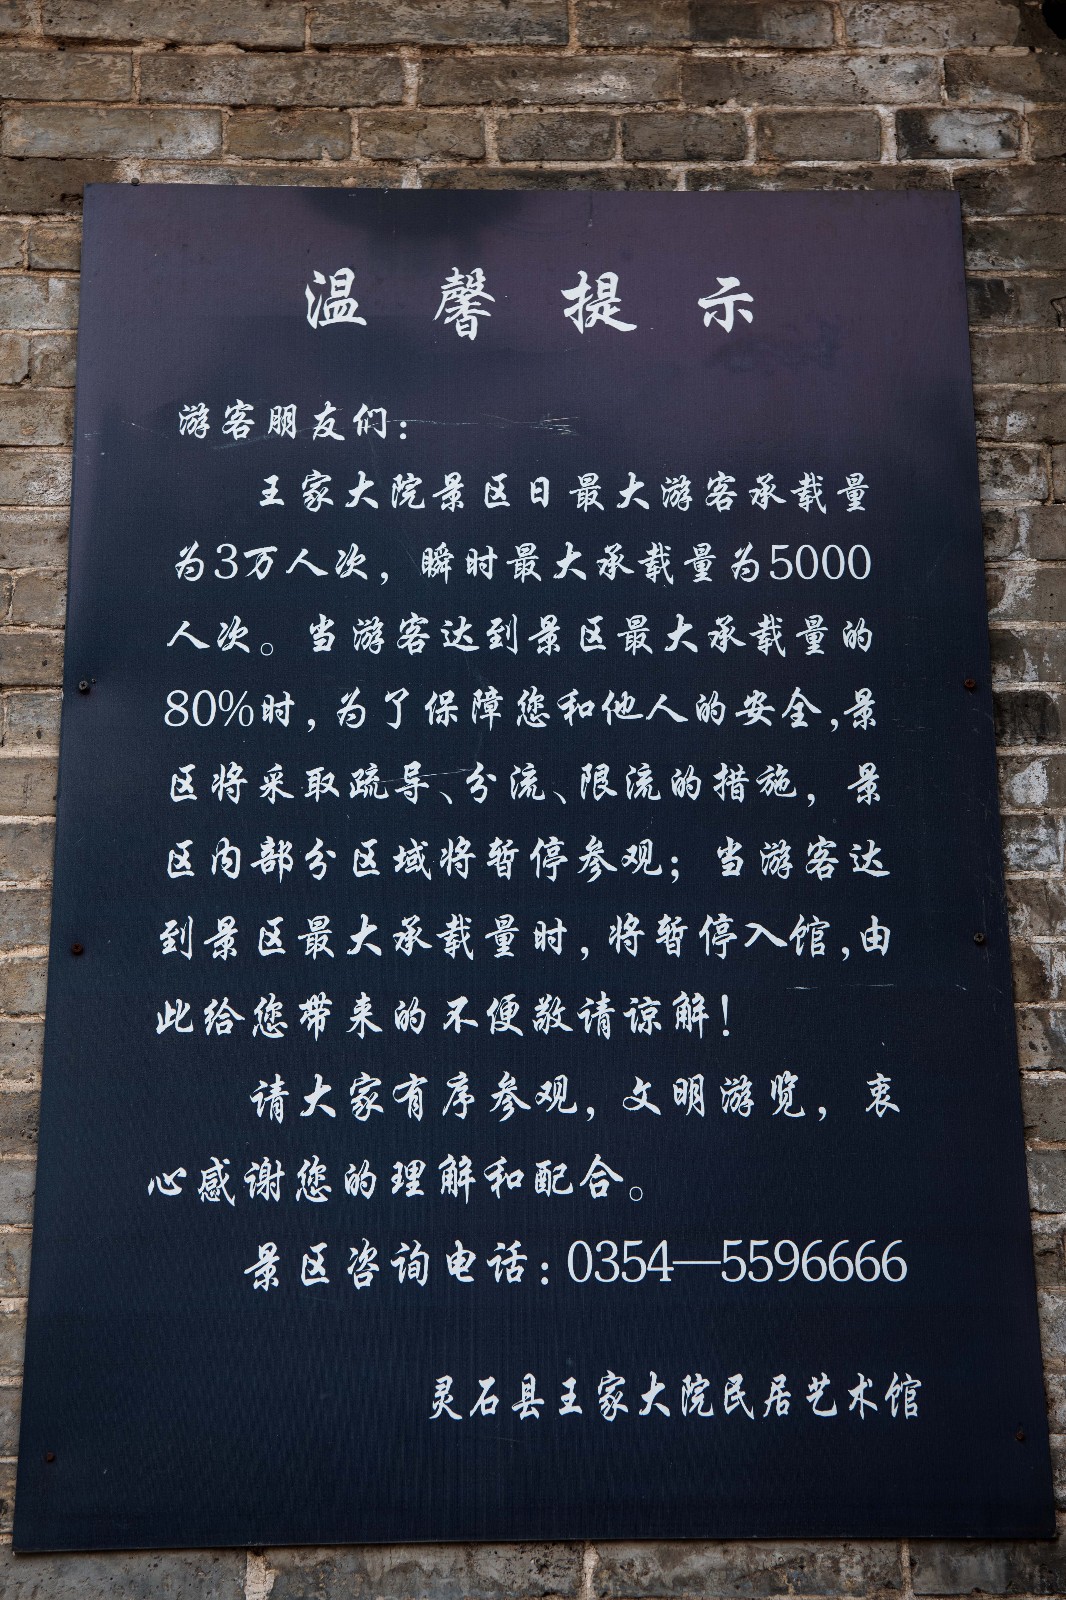 温馨提示
游客朋友们：
王家大院景区日最大游客承载量
为3万人次，瞬时最大承载量为5000
人次。当游客达到景区最大承载量的
80%时，为了保障您和他人的安全，景
区将采取疏导、分流、限流的措施，景
区内部分区域将暂停参观；当游客达
到景区最大承载量时，将暂停入馆，由
此给您带来的不便敬请谅解！
请大家有序参观，文明游览，衷
心感谢您的理解和配合。
景区咨询电话：0354—5596666
灵石县王家大院民居艺术馆